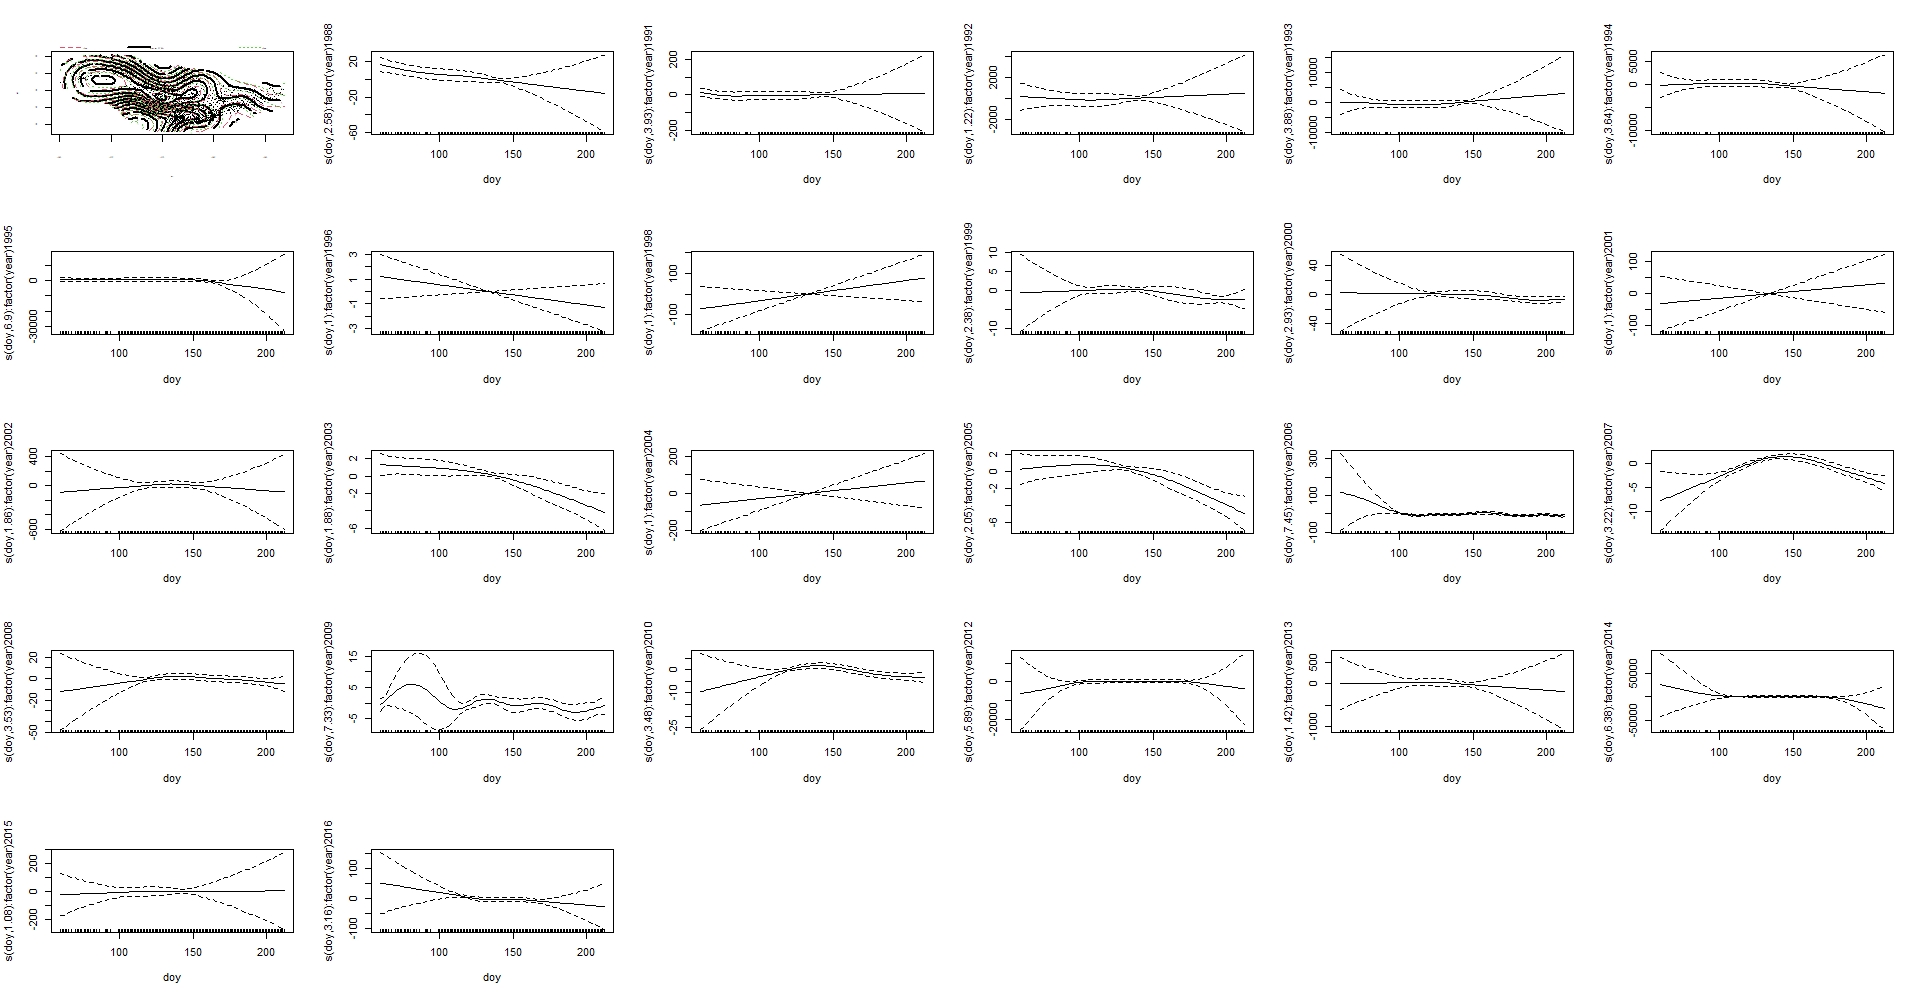 s(doy,2.58):factor(year)1988
20
-20
-60
100 150 200
doy
s(doy,3.93):factor(year)1991
200
0
-200
100 150 200
doy
s(doy,1.22):factor(year)1992
2000
-2000
100 150 200
doy
s(doy,3.88):factor(year)1993
10000
0
-10000
100 150 200
doy
s(doy,3.64):factor(year)1994
5000
0
-10000
100 150 200
doy
s(doy,6.9):factor(year)1995
0
-30000
100 150 200
doy
s(doy,1):factor(year)1996
3
1
-1
-3
100 150 200
doy
s(doy,1):factor(year)1998
100
0
-100
100 150 200
doy
s(doy,2.38):factor(year)1999
10
5
0
-10
100 150 200
doy
s(doy,2.93):factor(year)2000
40
0
-40
100 150 200
doy
s(doy,1):factor(year)2001
100
50
0
-100
100 150 200
doy
s(doy,1.86):factor(year)2002
400
0
-600
100 150 200
doy
s(doy,1.88):factor(year)2003
2
0
-2
-6
100 150 200
doy
s(doy,1):factor(year)2004
200
0
-200
100 150 200
doy
s(doy,2.05):factor(year)2005
2
0
-2
-6
100 150 200
doy
s(doy,7.45):factor(year)2006
300
100
-100
100 150 200
doy
s(doy,3.22):factor(year)2007
0
-5
-10
100 150 200
doy
s(doy,3.53):factor(year)2008
20
0
-20
-50
100 150 200
doy
s(doy,7.33):factor(year)2009
15
5
-5
100 150 200
doy
s(doy,3.48):factor(year)2010
0
-10
-25
100 150 200
doy
s(doy,5.89):factor(year)2012
0
-20000
100 150 200
doy
s(doy,1.42):factor(year)2013
500
0
-1000
100 150 200
doy
s(doy,6.38):factor(year)2014
50000
-50000
100 150 200
doy
s(doy,1.08):factor(year)2015
200
0
-200
100 150 200
doy
s(doy,3.16):factor(year)2016
100
0
-100
100 150 200
doy